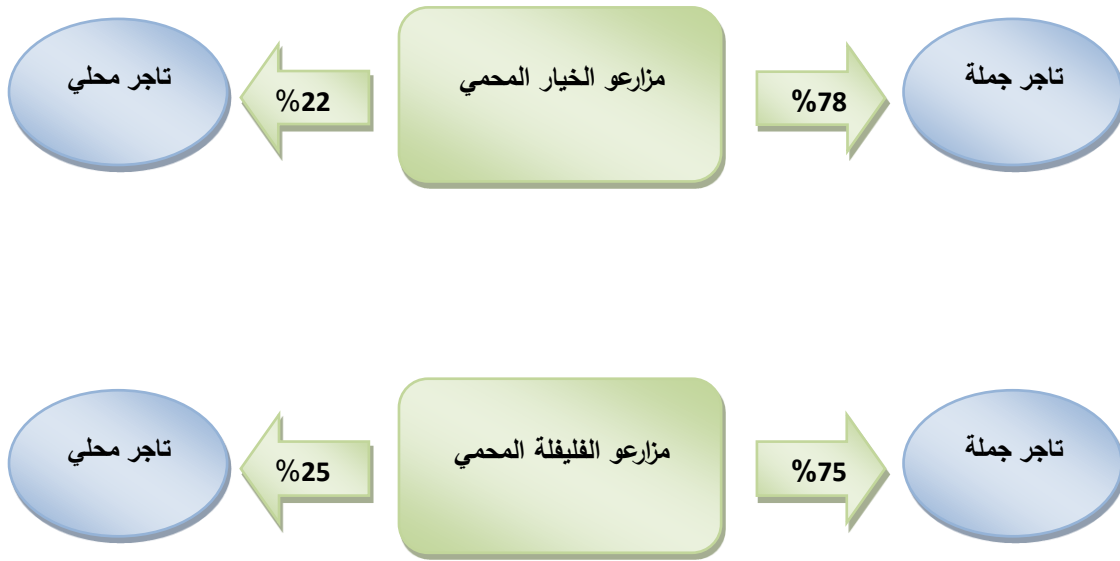 تاجر جملة
%78
مزارعو الخيار المحمي
%22
تاجر محلي
تاجر جملة
%75
مزارعو الفليفلة المحمي
%25
تاجر محلي